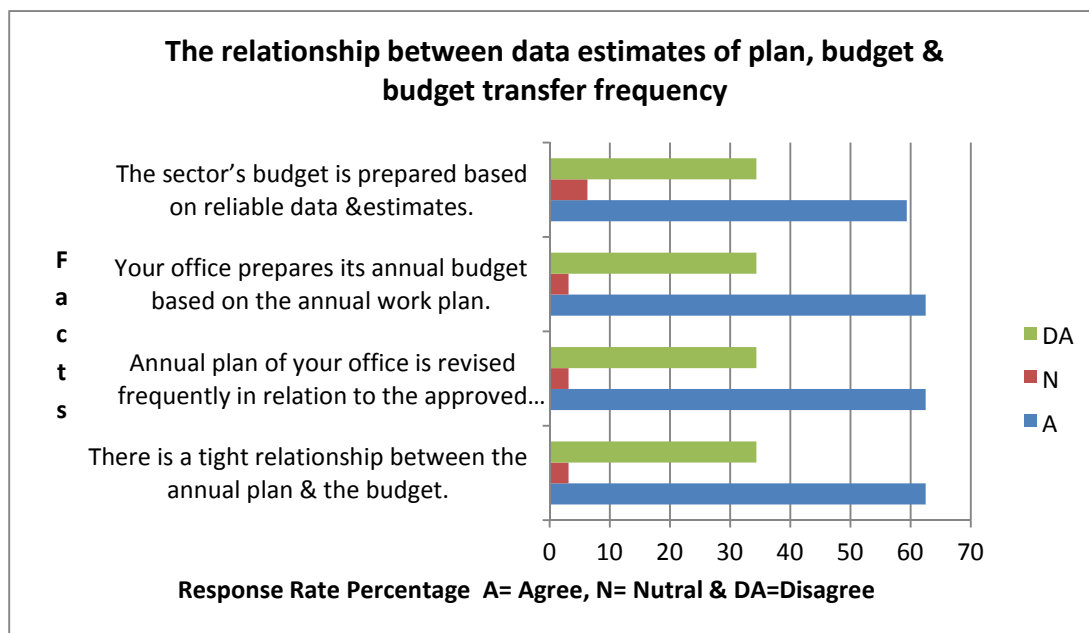 The relationship between data estimates of plan, budget &
budget transfer frequency
The sector’s budget is prepared based
on reliable data &estimates.
Your office prepares its annual budget
based on the annual work plan.
Annual plan of your office is revised
frequently in relation to the approved…
There is a tight relationship between the
annual plan & the budget.
F
a
c
t
s
DA
N
A
0 10 20 30 40 50 60 70
Response Rate Percentage A= Agree, N= Nutral & DA=Disagree